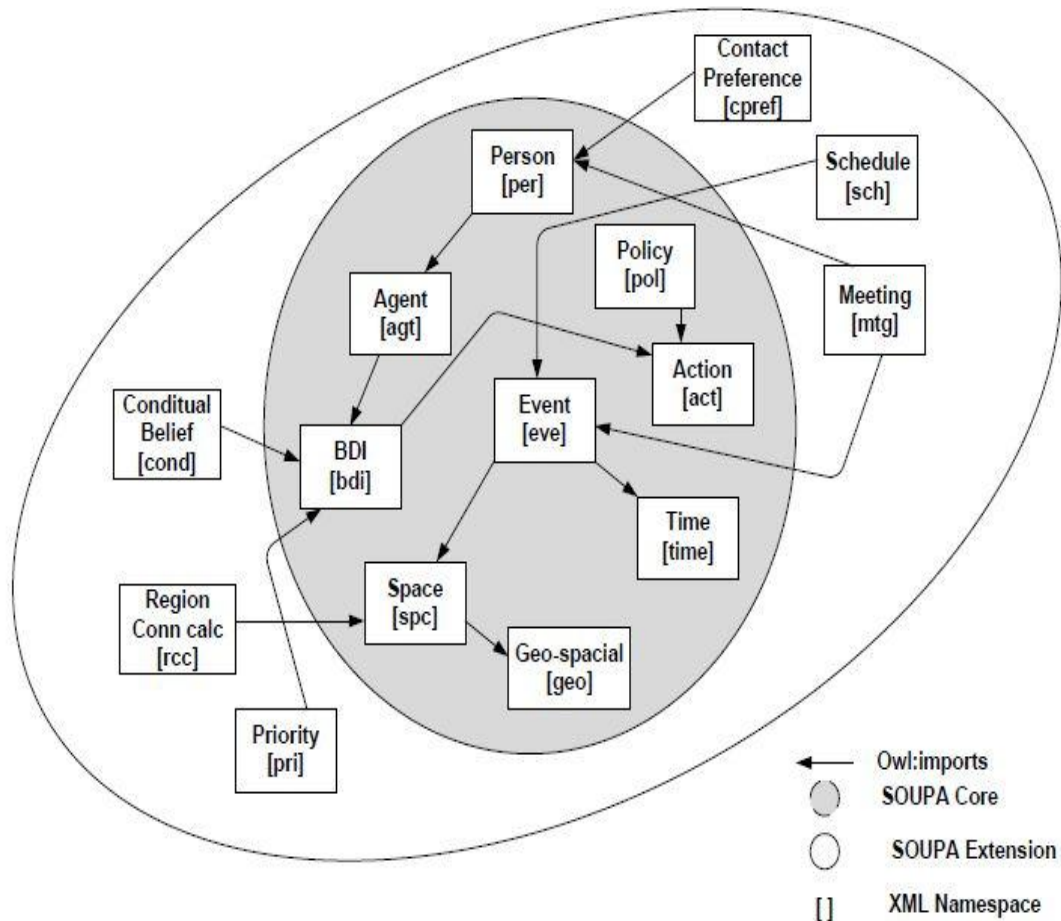 Contact
Preference
[cpref]
Person
[per]
Schedule
[sch]
Policy
[pol]
Agent
[agt]
Meeting
[mtg]
Action
[act]
Event
[eve]
Conditual
Belief
[cond]
BDI
[bdi]
Time
[time]
Space
[spc]
Region
Conn calc
[rcc]
Geo-spacial
[geo]
Priority
[pri]
Owl:imports
SOUPA Core
SOUPA Extension
[ ] XML Namespace